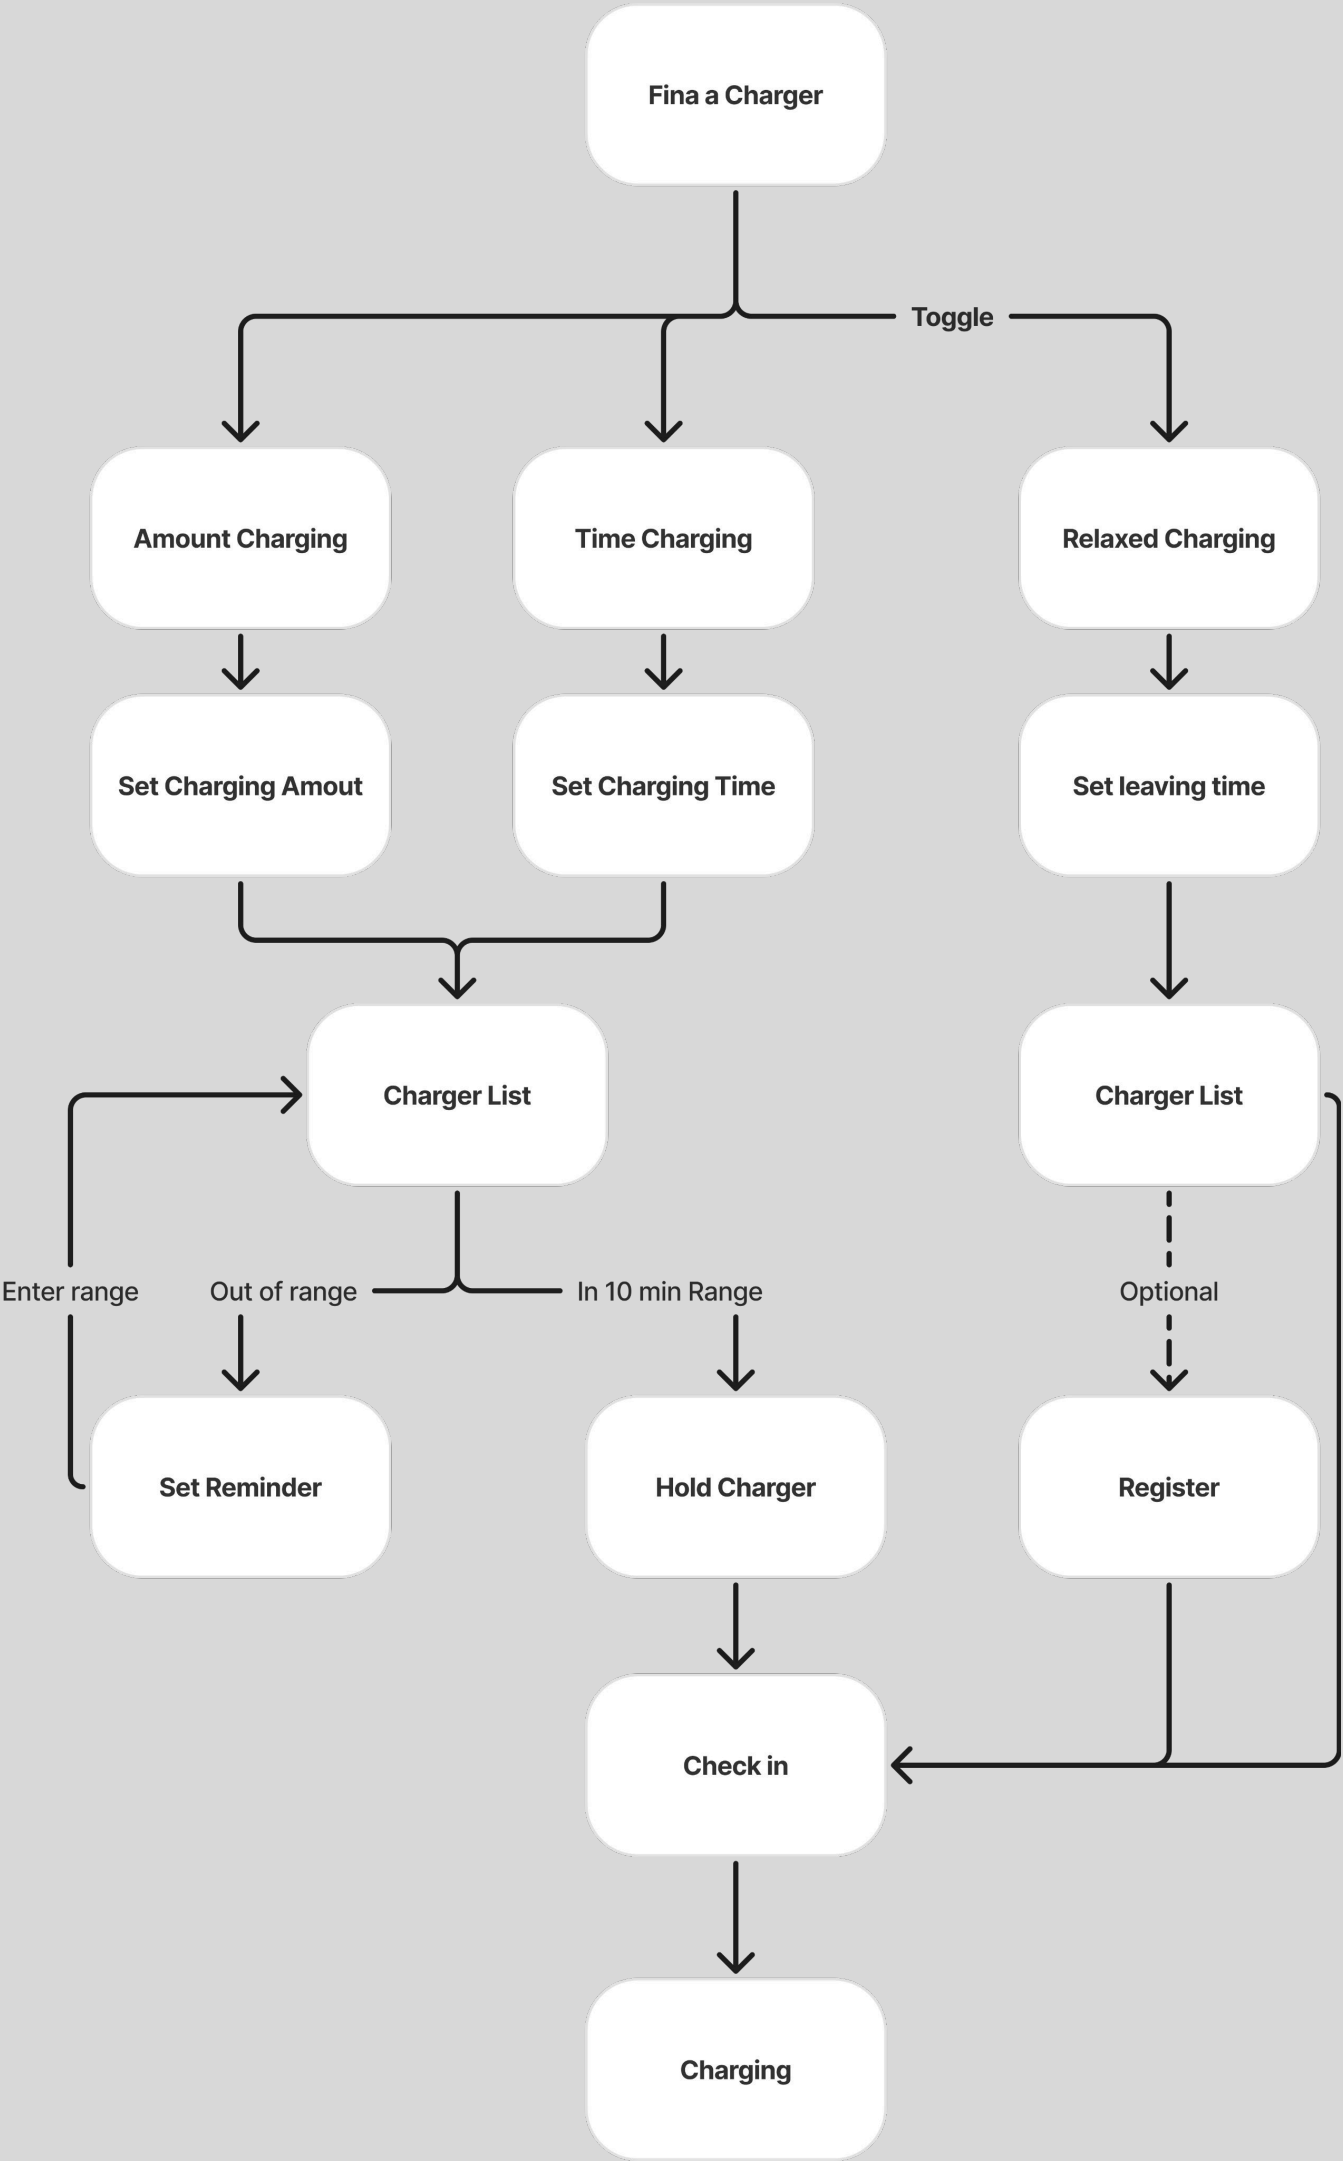 Fina a Charger
Toggle
Amount Charging
Time Charging
Relaxed Charging
Set Charging Amout
Set Charging Time
Set leaving time
Charger List
Charger List
Enter range
Out of range
In 10 min Range
Optional
Set Reminder
Hold Charger
Register
Check in
Charging